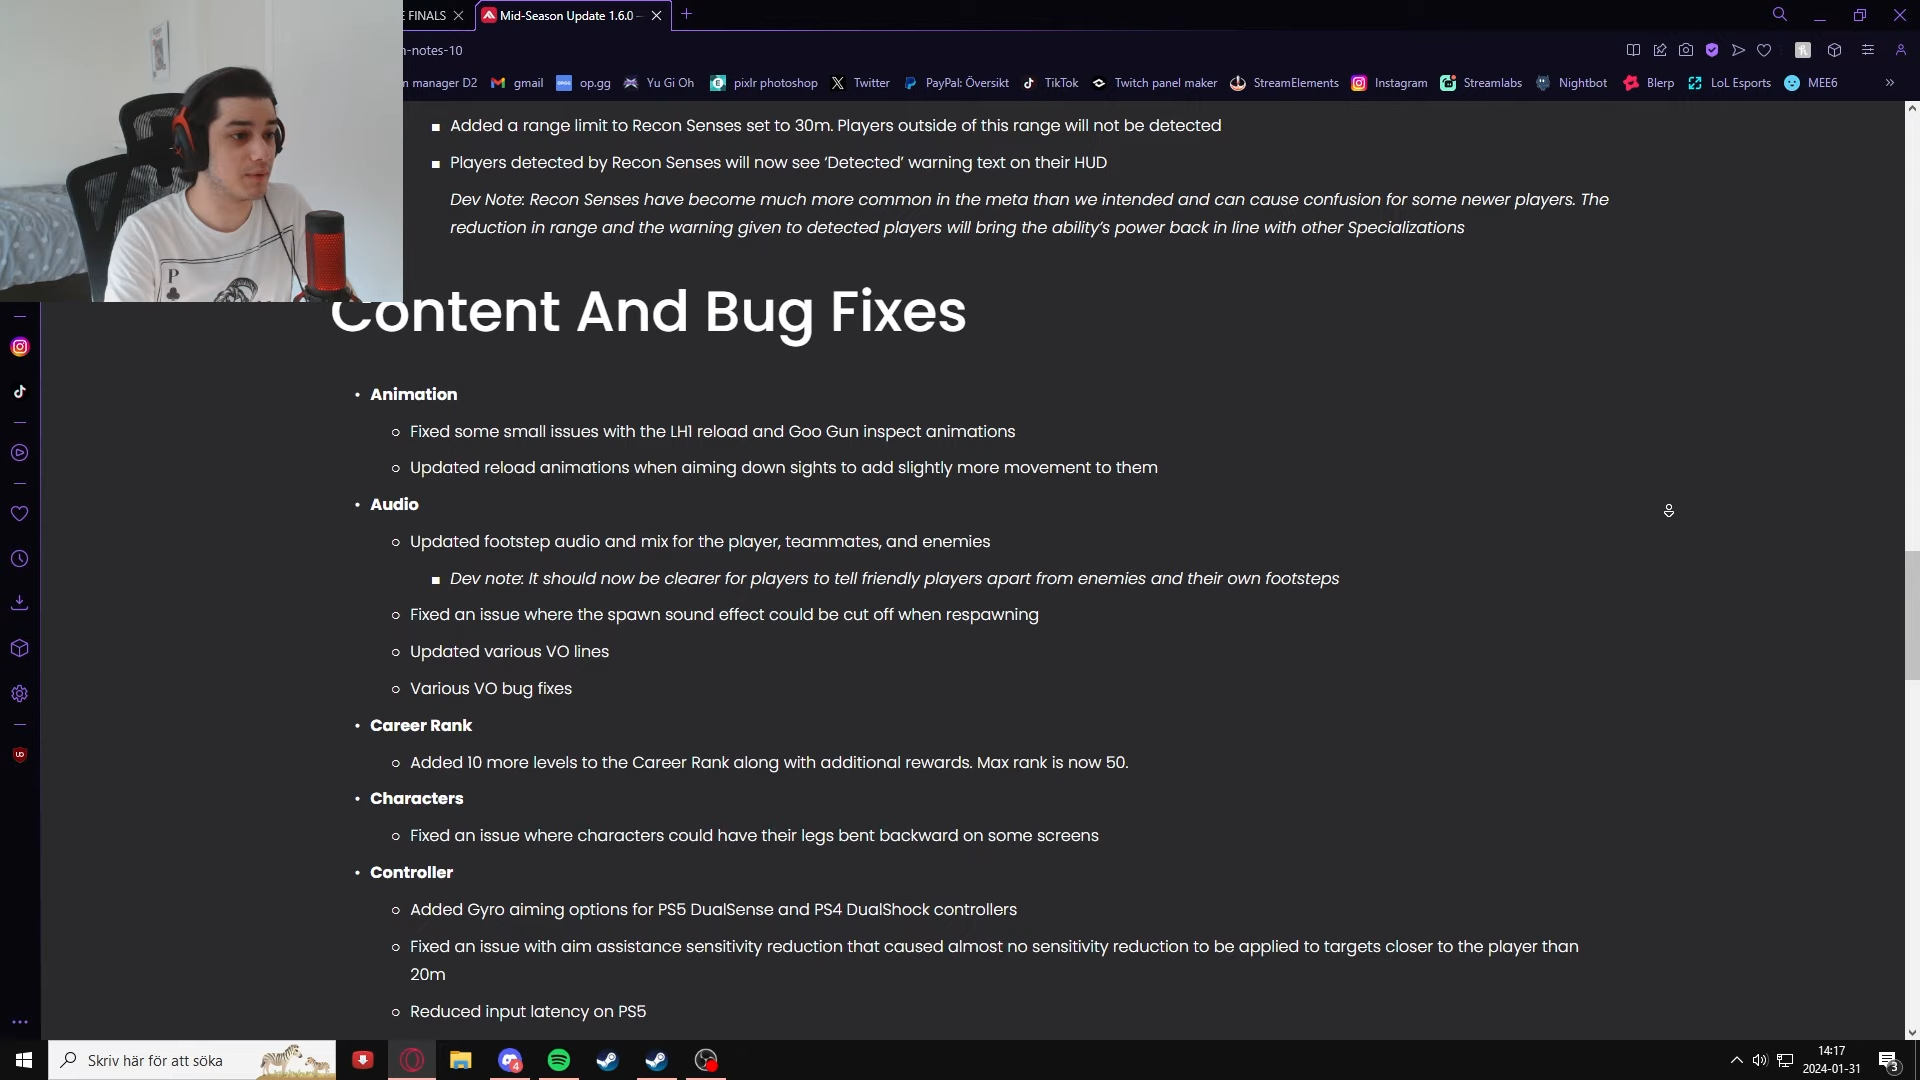 E FINALS
Mid-Season Update 1.6.0
n-notes-10
m manager D2
gmail
op.gg
Yu Gi Oh
pixlr photoshop
Twitter
PayPal: Översikt
TikTok
Twitch panel maker
StreamElements
Instagram
Streamlabs
Nightbot
Blerp
LoL Esports
MEE6
»
▪ Added a range limit to Recon Senses set to 30m. Players outside of this range will not be detected
▪ Players detected by Recon Senses will now see ‘Detected’ warning text on their HUD
Dev Note: Recon Senses have become much more common in the meta than we intended and can cause confusion for some newer players. The
reduction in range and the warning given to detected players will bring the ability’s power back in line with other Specializations
P
Content And Bug Fixes
• Animation
○ Fixed some small issues with the LH1 reload and Goo Gun inspect animations
○ Updated reload animations when aiming down sights to add slightly more movement to them
• Audio
○ Updated footstep audio and mix for the player, teammates, and enemies
▪ Dev note: It should now be clearer for players to tell friendly players apart from enemies and their own footsteps
○ Fixed an issue where the spawn sound effect could be cut off when respawning
○ Updated various VO lines
○ Various VO bug fixes
• Career Rank
○ Added 10 more levels to the Career Rank along with additional rewards. Max rank is now 50.
• Characters
○ Fixed an issue where characters could have their legs bent backward on some screens
• Controller
○ Added Gyro aiming options for PS5 DualSense and PS4 DualShock controllers
○ Fixed an issue with aim assistance sensitivity reduction that caused almost no sensitivity reduction to be applied to targets closer to the player than
20m
○ Reduced input latency on PS5
Skriv här för att söka
4
14:17
2024-01-31
3